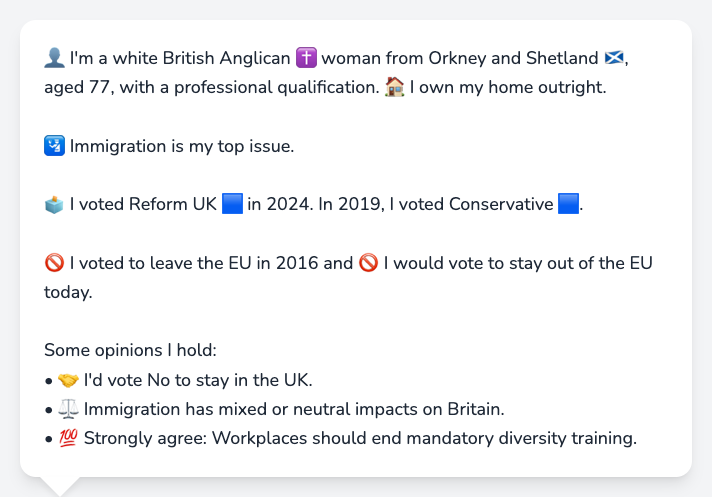 👤 I'm a white British Anglican ✝️ woman from Orkney and Shetland 🏴󠁧󠁢󠁳󠁣󠁴󠁿,
aged 77, with a professional qualification. 🏠 I own my home outright.
🛂 Immigration is my top issue.
🗳️ I voted Reform UK 🟦 in 2024. In 2019, I voted Conservative 🟦.
🚫 I voted to leave the EU in 2016 and 🚫 I would vote to stay out of the EU
today.
Some opinions I hold:
• 🤝 I'd vote No to stay in the UK.
• ⚖️ Immigration has mixed or neutral impacts on Britain.
• 💯 Strongly agree: Workplaces should end mandatory diversity training.